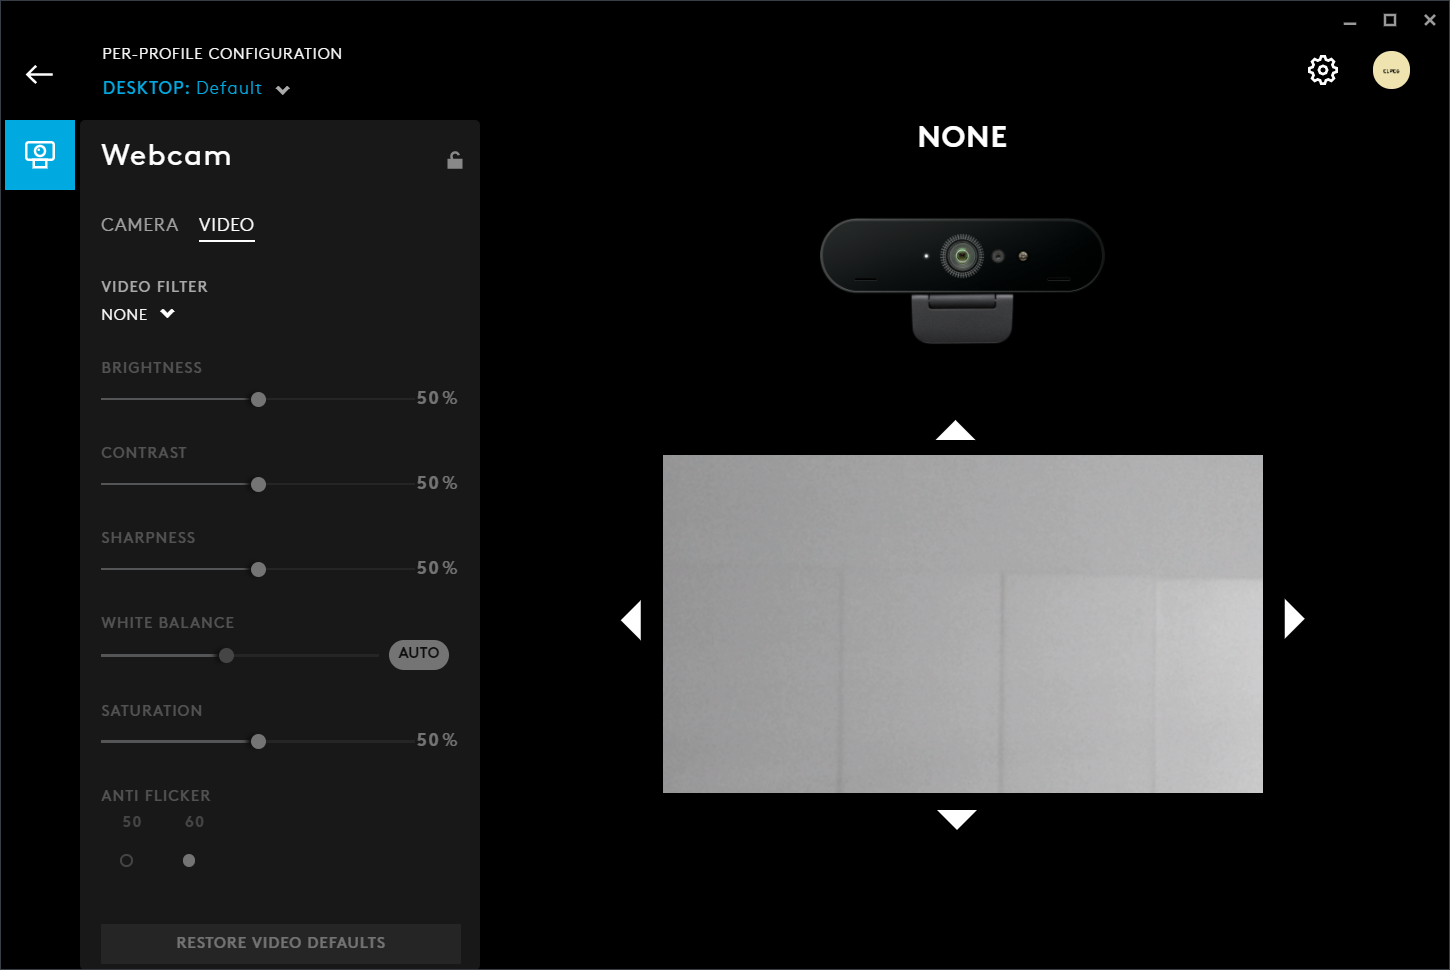 PER-PROFILE CONFIGURATION
DESKTOP: Default
Webcam
CAMERA VIDEO
VIDEO FILTER
NONE
BRIGHTNESS
50 %
CONTRAST
50 %
SHARPNESS
50 %
WHITE BALANCE
AUTO
SATURATION
50 %
ANTI FLICKER
50 60
RESTORE VIDEO DEFAULTS
NONE